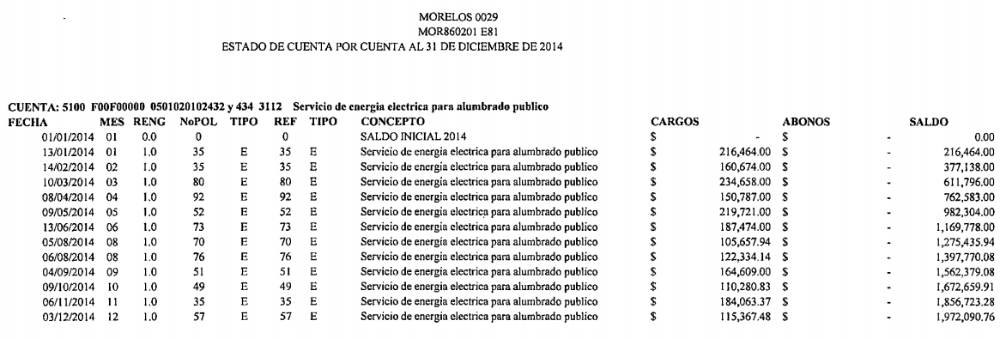 MORELOS 0029
MOR860201 E81
ESTADO DE CUENTA POR CUENTA AL 31 DE DICIEMBRE DE 2014
CUENTA: 5100 F00F00000 0501020102432 y 434 3112 Servicio de energia electrica para alumbrado publico
FECHA MES RENG NoPOL TIPO REF TIPO CONCEPTO CARGOS ABONOS SALDO
01/01/2014 01 0.0 0 0 SALDO INICIAL 2014 $ - $ - 0.00
13/01/2014 01 1.0 35 E 35 E Servicio de energia electrica para alumbrado publico $ 216,464.00 $ - 216,464.00
14/02/2014 02 1.0 35 E 35 E Servicio de energia electrica para alumbrado publico $ 160,674.00 $ - 377,138.00
10/03/2014 03 1.0 80 E 80 E Servicio de energia electrica para alumbrado publico $ 234,658.00 $ - 611,796.00
08/04/2014 04 1.0 92 E 92 E Servicio de energia electrica para alumbrado publico $ 150,787.00 $ - 762,583.00
09/05/2014 05 1.0 52 E 52 E Servicio de energia electrica para alumbrado publico $ 219,721.00 $ - 982,304.00
13/06/2014 06 1.0 73 E 73 E Servicio de energia electrica para alumbrado publico $ 187,474.00 $ - 1,169,778.00
05/08/2014 08 1.0 70 E 70 E Servicio de energia electrica para alumbrado publico $ 105,657.94 $ - 1,275,435.94
06/08/2014 08 1.0 76 E 76 E Servicio de energia electrica para alumbrado publico $ 122,334.14 $ - 1,397,770.08
04/09/2014 09 1.0 51 E 51 E Servicio de energia electrica para alumbrado publico $ 164,609.00 $ - 1,562,379.08
09/10/2014 10 1.0 49 E 49 E Servicio de energia electrica para alumbrado publico $ 110,280.83 $ - 1,672,659.91
06/11/2014 11 1.0 35 E 35 E Servicio de energia electrica para alumbrado publico $ 184,063.37 $ - 1,856,723.28
03/12/2014 12 1.0 57 E 57 E Servicio de energia electrica para alumbrado publico $ 115,367.48 $ - 1,972,090.76